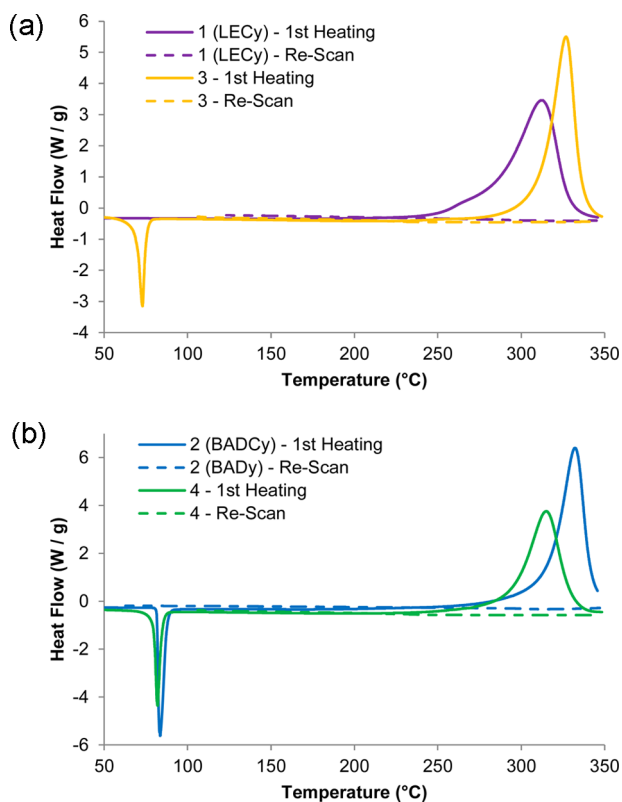 (a)
6
5
4
3
2
1
0
-1
-2
-3
-4
Heat Flow (W / g)
1 (LECy) - 1st Heating
1 (LECy) - Re-Scan
3 - 1st Heating
3 - Re-Scan
50 100 150 200 250 300 350
Temperature (°C)
(b)
6
4
2
0
-2
-4
-6
Heat Flow (W / g)
2 (BADCy) - 1st Heating
2 (BADy) - Re-Scan
4 - 1st Heating
4 - Re-Scan
50 100 150 200 250 300 350
Temperature (°C)